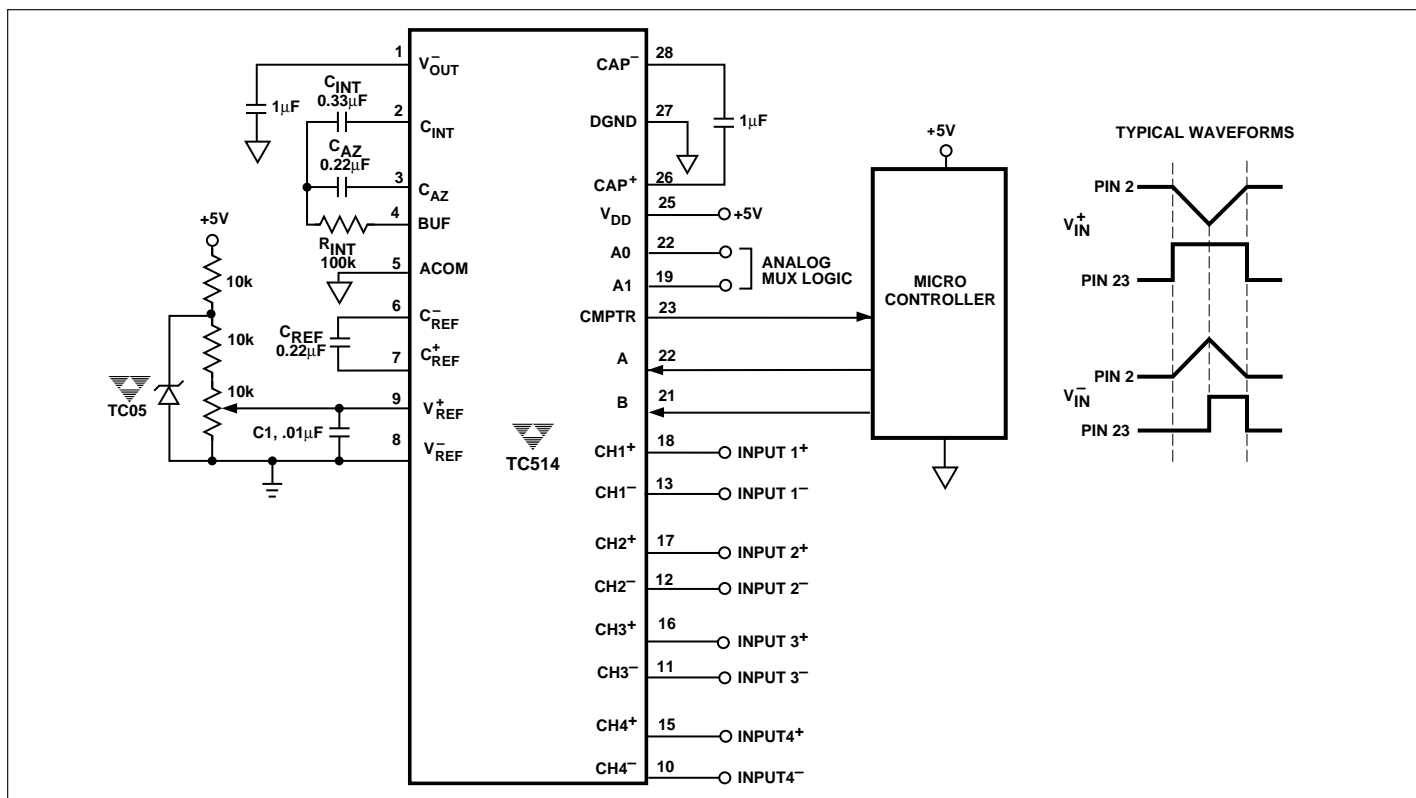 1
V⁻OUT
1µF
CINT
0.33µF
2
CINT
CAZ
0.22µF
3
CAZ
4
BUF
RINT
100k
5
ACOM
6
C⁻REF
CREF
0.22µF
7
C⁺REF
+5V
10k
10k
10k
TC05
9
V⁺REF
C1, .01µF
8
V⁻REF
TC514
28
CAP⁻
27
DGND
1µF
26
CAP⁺
25
VDD
+5V
22
A0
19
A1
ANALOG
MUX LOGIC
23
CMPTR
22
A
21
B
18
CH1⁺
INPUT 1⁺
13
CH1⁻
INPUT 1⁻
17
CH2⁺
INPUT 2⁺
12
CH2⁻
INPUT 2⁻
16
CH3⁺
INPUT 3⁺
11
CH3⁻
INPUT 3⁻
15
CH4⁺
INPUT4⁺
10
CH4⁻
INPUT4⁻
+5V
MICRO
CONTROLLER
TYPICAL WAVEFORMS
PIN 2
V⁺IN
PIN 23
PIN 2
V⁻IN
PIN 23